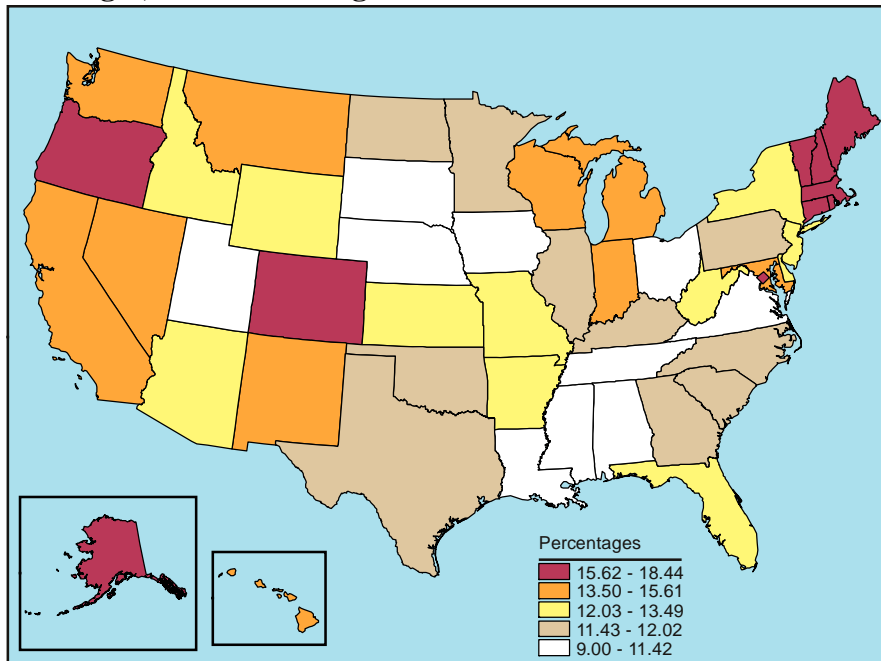 Percentages
15.62 - 18.44
13.50 - 15.61
12.03 - 13.49
11.43 - 12.02
9.00 - 11.42